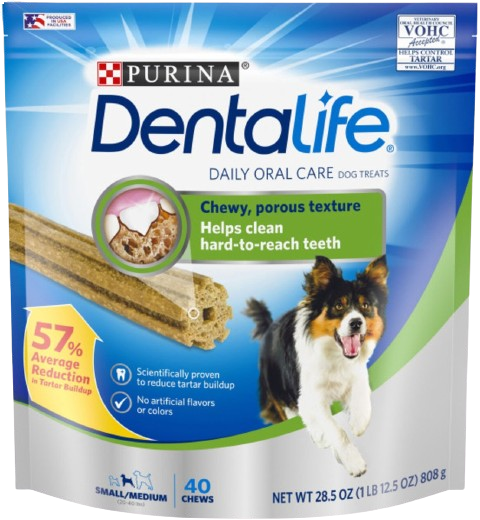 PRODUCED
IN USA
FACILITIES
VETERINARY
ORAL HEALTH COUNCIL
VOHC
Accepted
HELPS CONTROL
TARTAR
www.VOHC.org
PURINA®
DentaLife®
DAILY ORAL CARE DOG TREATS
Chewy, porous texture
Helps clean
hard-to-reach teeth
57%
Average
Reduction
in Tartar Buildup
Scientifically proven
to reduce tartar buildup
No artificial flavors
or colors
SMALL/MEDIUM
(20-40 lbs)
40
CHEWS
NET WT 28.5 OZ (1 LB 12.5 OZ) 808 g